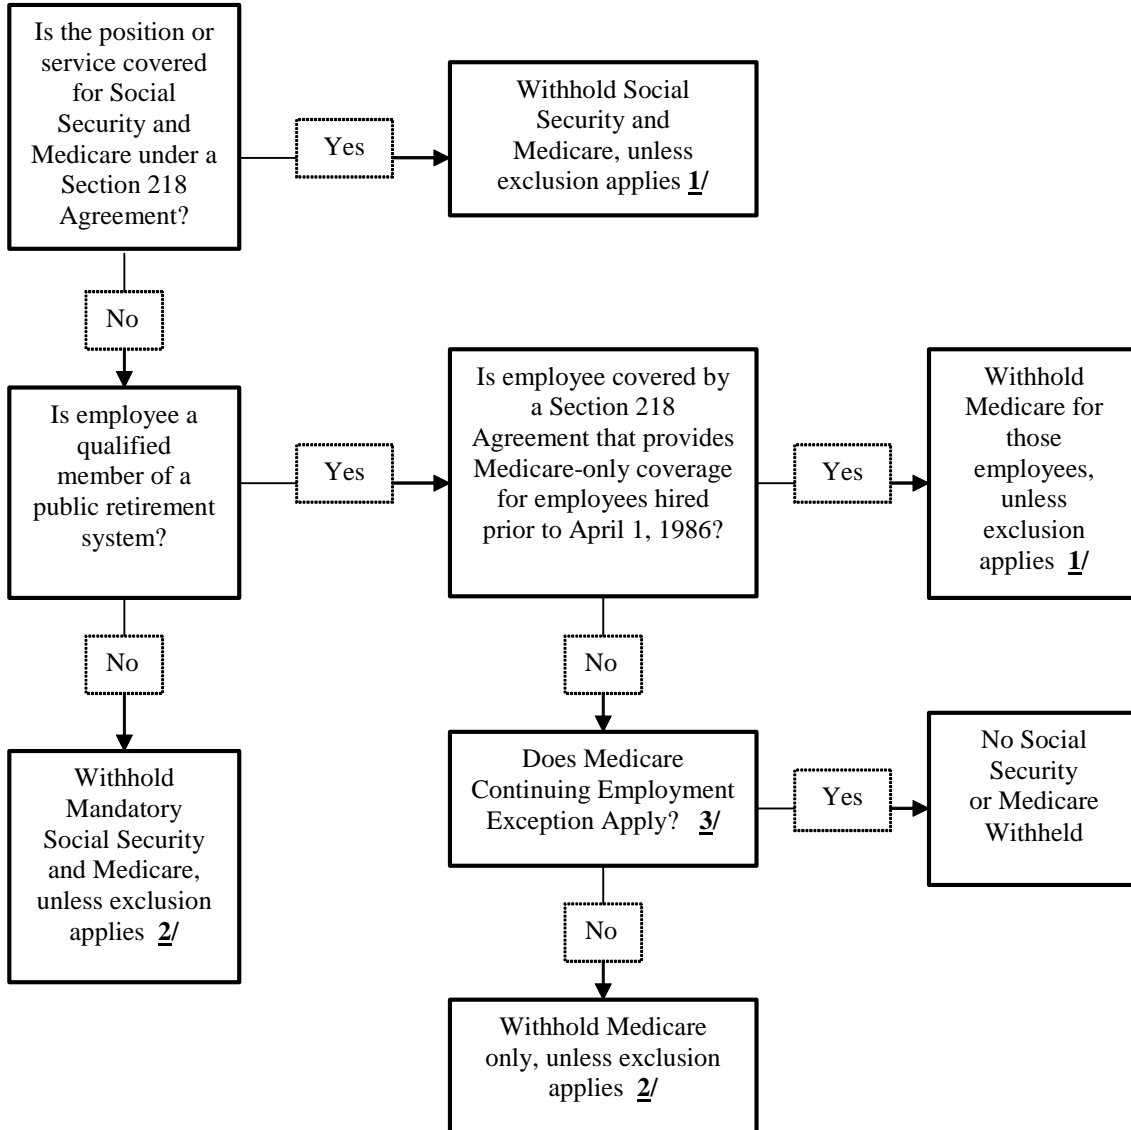 Is the position or
service covered
for Social
Security and
Medicare under a
Section 218
Agreement?
Yes
Withhold Social
Security and
Medicare, unless
exclusion applies 1/
No
Is employee a
qualified
member of a
public retirement
system?
Yes
Is employee covered by
a Section 218
Agreement that provides
Medicare-only coverage
for employees hired
prior to April 1, 1986?
Yes
Withhold
Medicare for
those
employees,
unless
exclusion
applies 1/
No
Withhold
Mandatory
Social Security
and Medicare,
unless exclusion
applies 2/
No
Does Medicare
Continuing Employment
Exception Apply? 3/
Yes
No Social
Security
or Medicare
Withheld
No
Withhold Medicare
only, unless exclusion
applies 2/